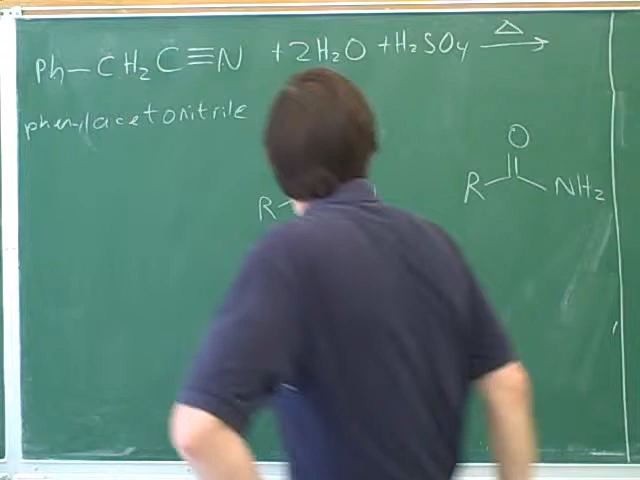 Ph-CH₂C≡N +2H₂O +H₂SO₄ △→
phenylacetonitrile
O
R NH₂
R